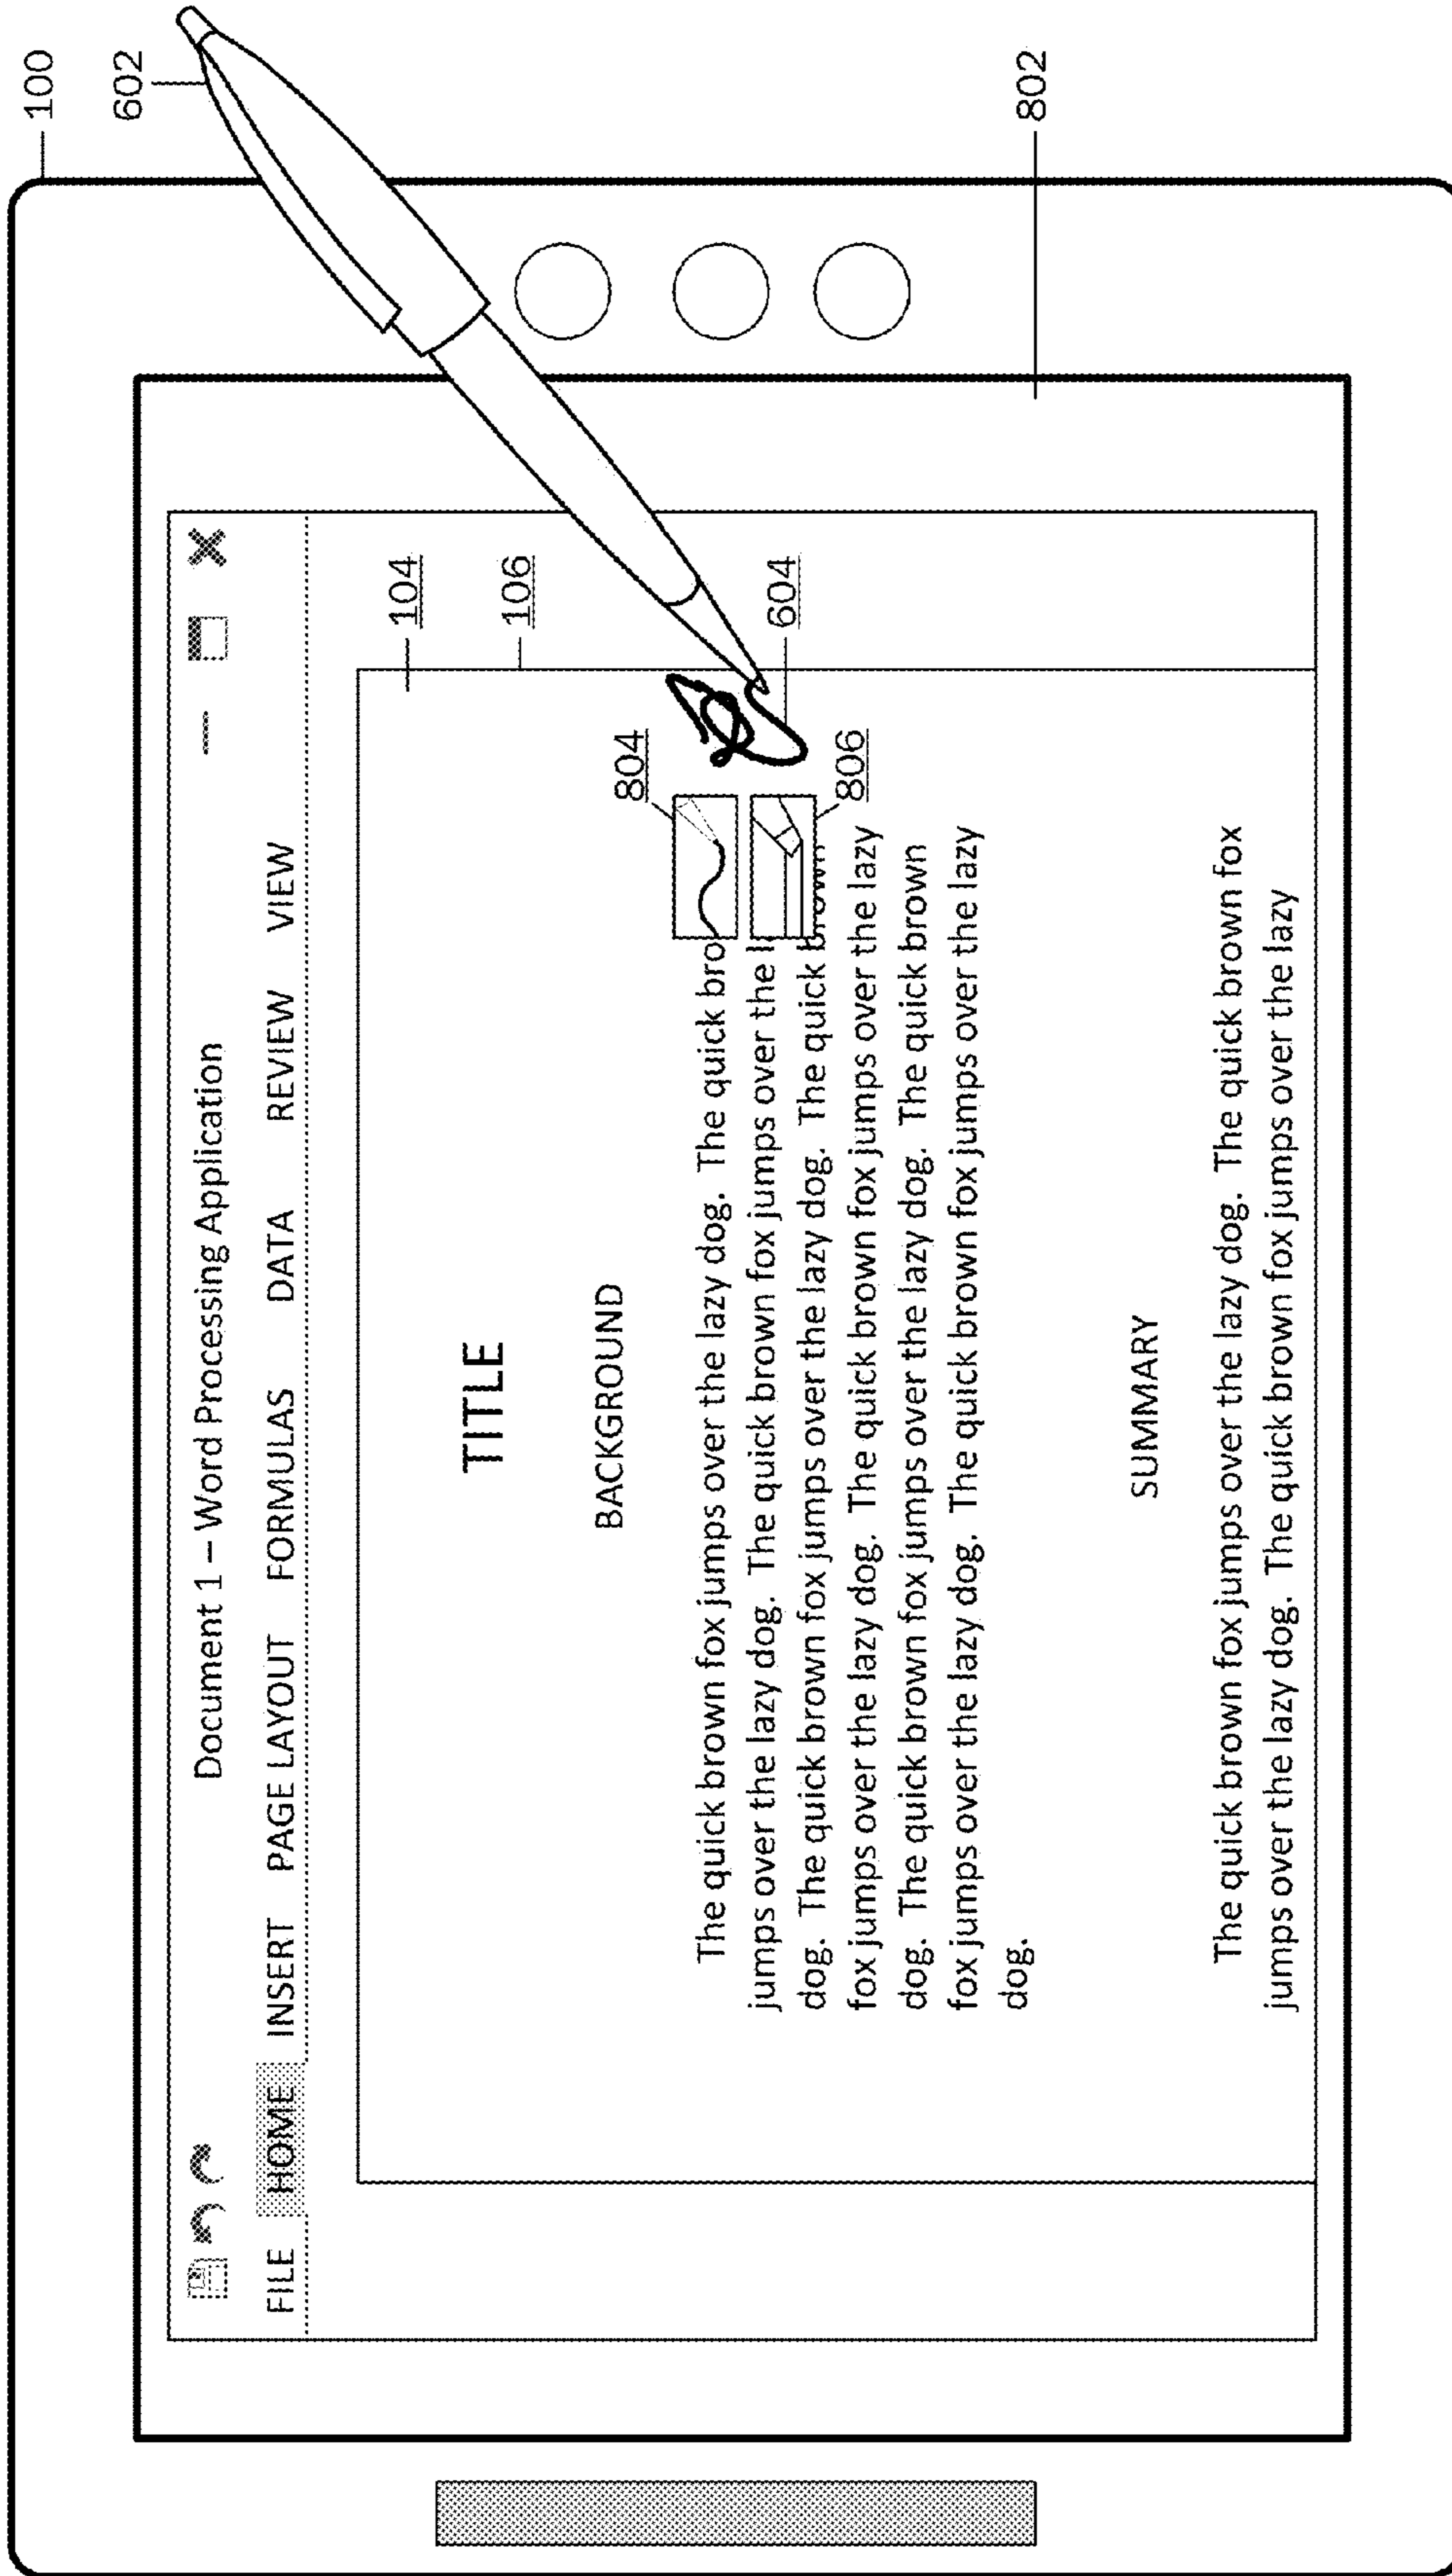 100
602
Document 1 – Word Processing Application
FILE HOME INSERT PAGE LAYOUT FORMULAS DATA REVIEW VIEW
104
TITLE
106
BACKGROUND
804
The quick brown fox jumps over the lazy dog. The quick bro
jumps over the lazy dog. The quick brown fox jumps over the
604
dog. The quick brown fox jumps over the lazy dog. The quick brown
806
fox jumps over the lazy dog. The quick brown fox jumps over the lazy
dog. The quick brown fox jumps over the lazy dog. The quick brown
fox jumps over the lazy dog. The quick brown fox jumps over the lazy
dog.
802
SUMMARY
The quick brown fox jumps over the lazy dog. The quick brown fox
jumps over the lazy dog. The quick brown fox jumps over the lazy